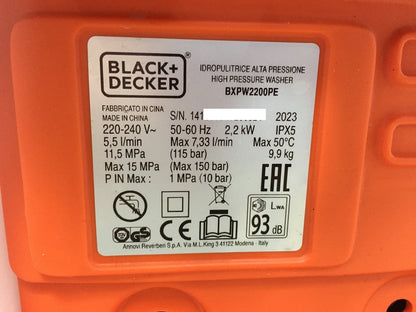 BLACK+
DECKER
IDROPULITRICE ALTA PRESSIONE
HIGH PRESSURE WASHER
BXPW2200PE
FABBRICATO IN CINA
MADE IN CHINA
S/N. 141 2023
220-240 V~ 50-60 Hz 2,2 kW IPX5
5,5 l/min Max 7,33 l/min Max 50°C
11,5 MPa (115 bar) 9,9 kg
Max 15 MPa (Max 150 bar)
P IN Max : 1 MPa (10 bar)
EAC
LWA
93 dB
GS
CE
Annovi Reverberi S.p.A. Via M.L.King 3 41122 Modena - Italy